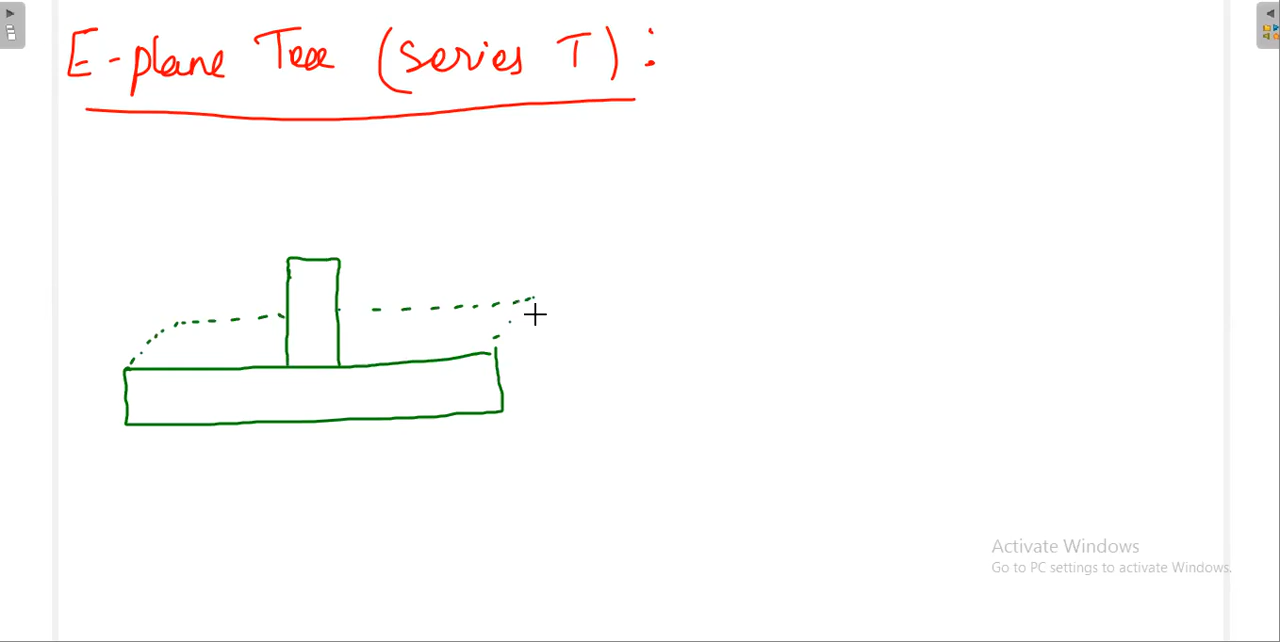 E-plane Tee (series T) :
Activate Windows
Go to PC settings to activate Windows.